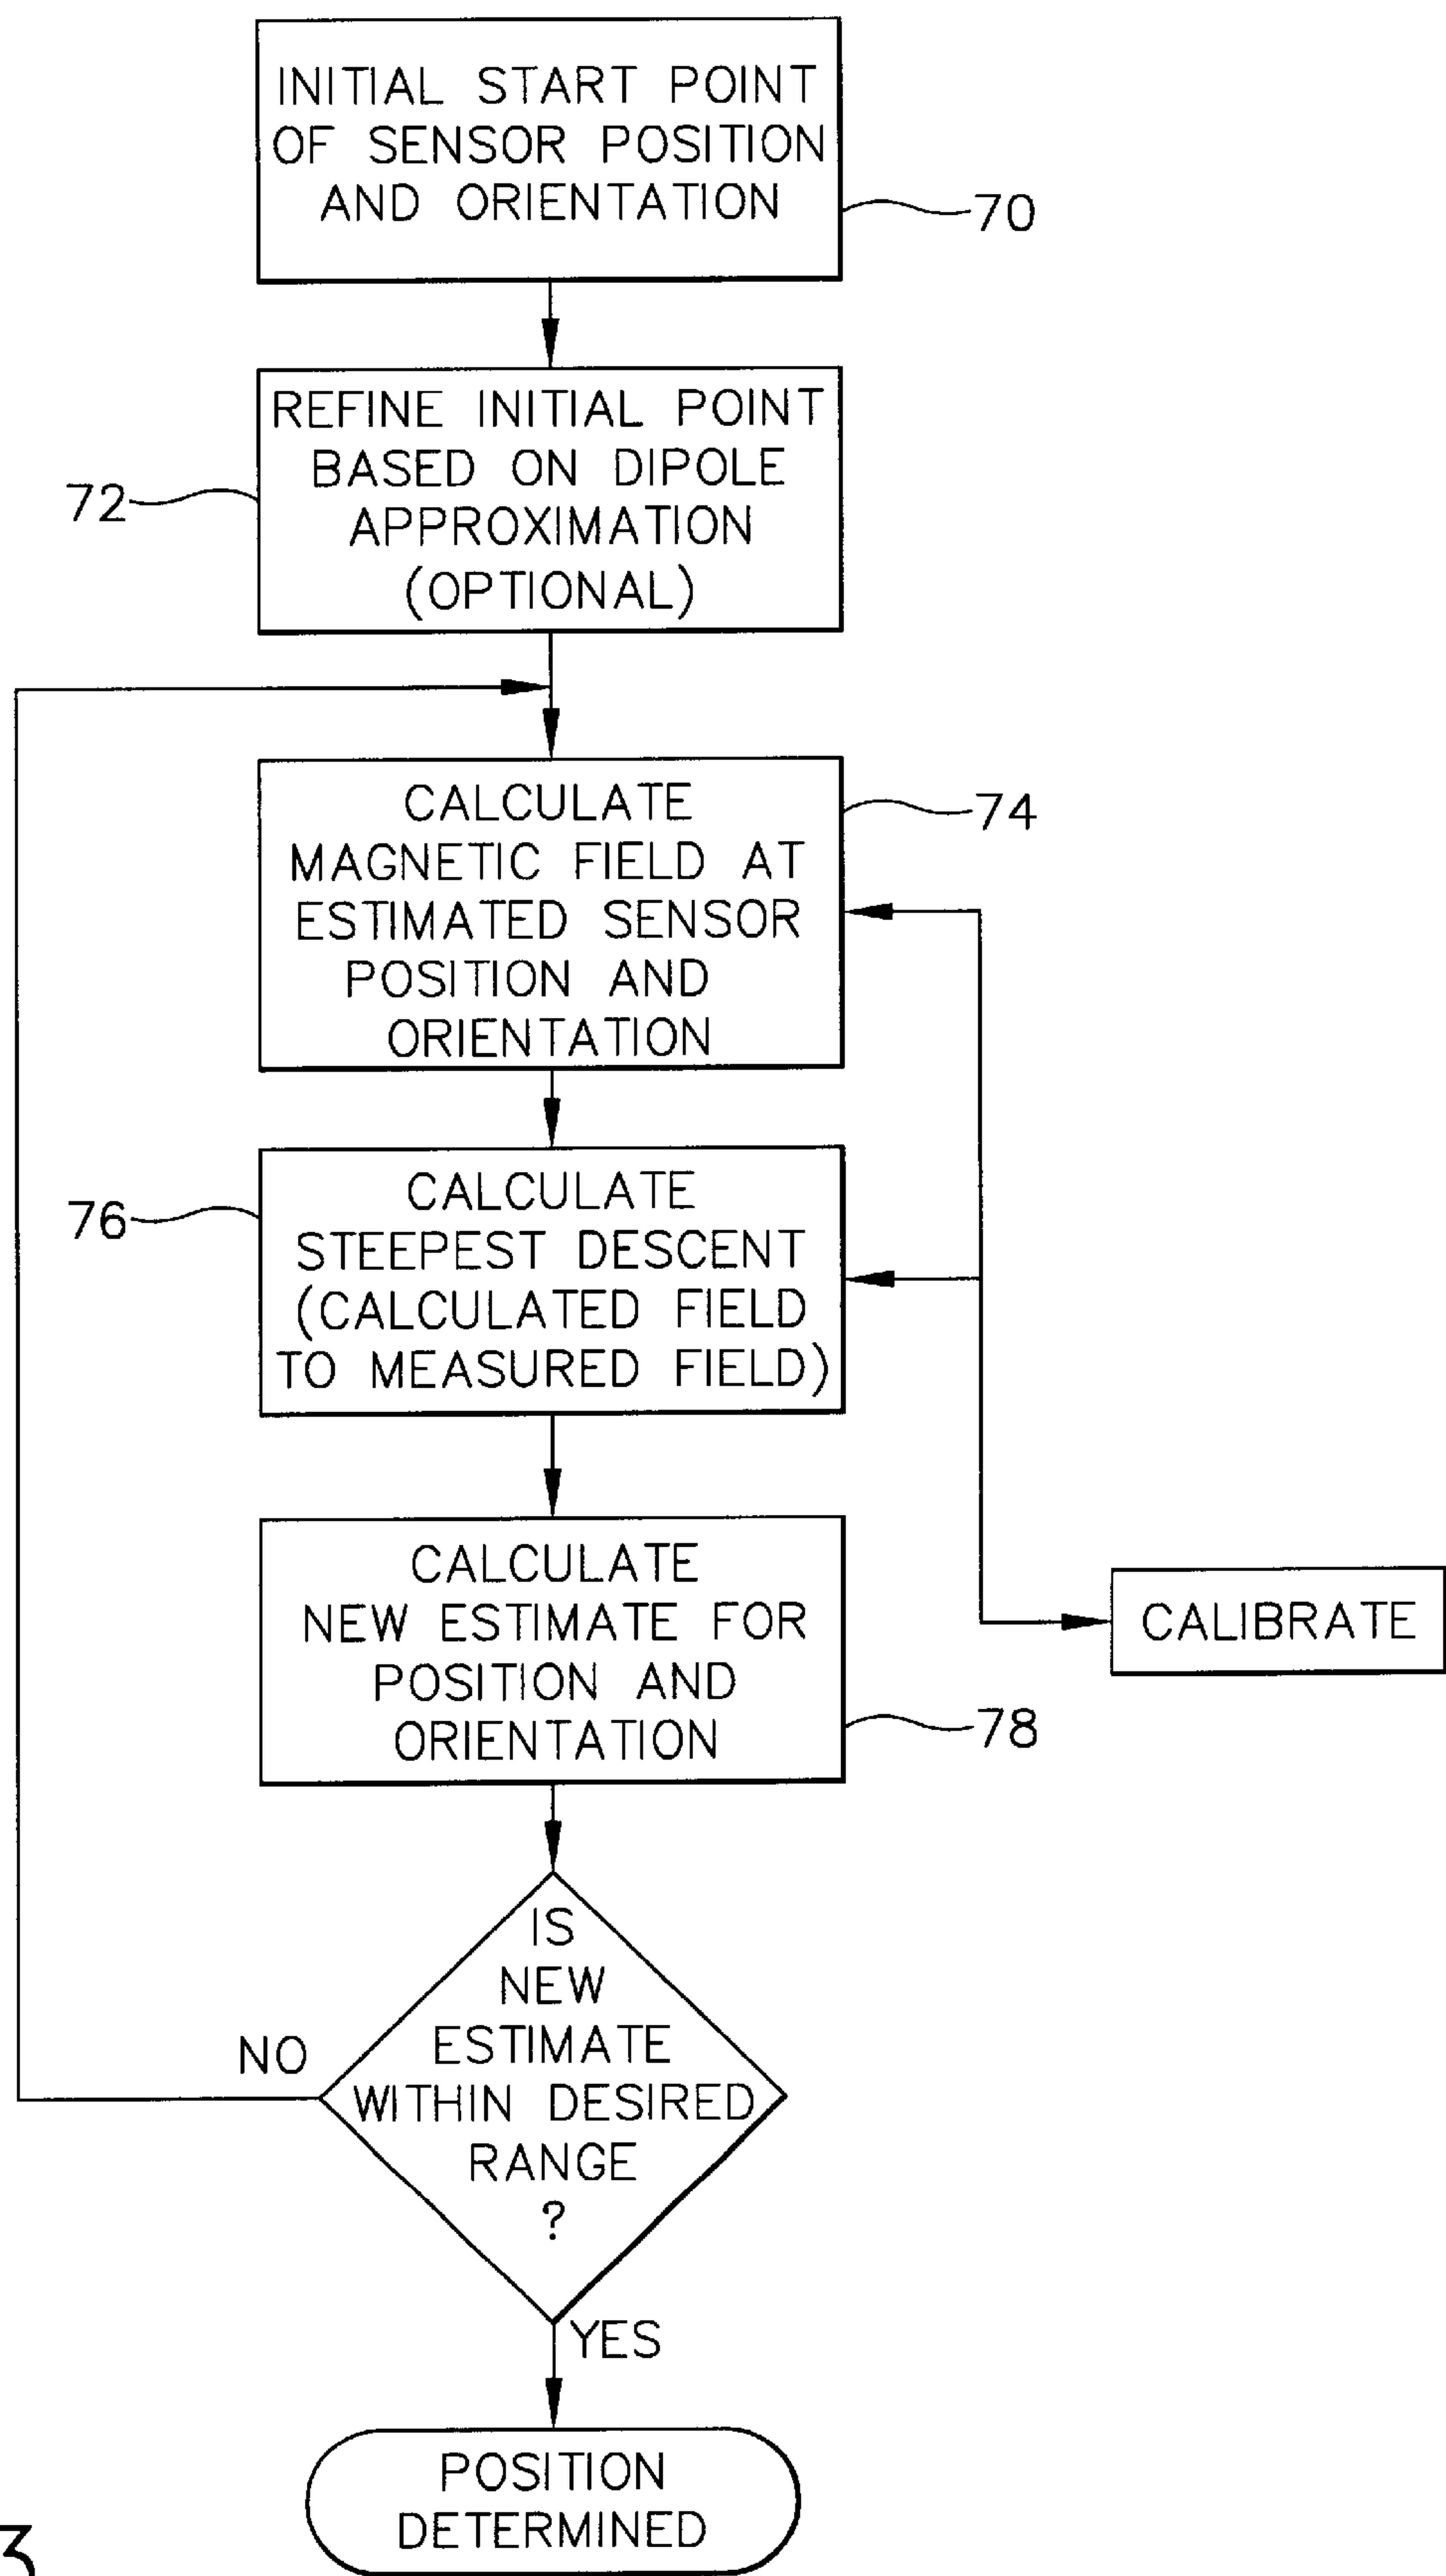 INITIAL START POINT
OF SENSOR POSITION
AND ORIENTATION
70
REFINE INITIAL POINT
BASED ON DIPOLE
APPROXIMATION
(OPTIONAL)
72
CALCULATE
MAGNETIC FIELD AT
ESTIMATED SENSOR
POSITION AND
ORIENTATION
74
CALCULATE
STEEPEST DESCENT
(CALCULATED FIELD
TO MEASURED FIELD)
76
CALCULATE
NEW ESTIMATE FOR
POSITION AND
ORIENTATION
78
CALIBRATE
IS
NEW
ESTIMATE
WITHIN DESIRED
RANGE
?
NO
YES
POSITION
DETERMINED
3